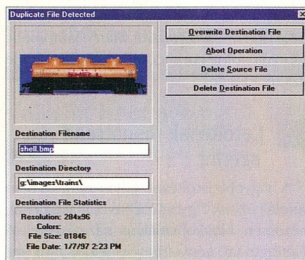 Duplicate File Detected
Overwrite Destination File
Abort Operation
Delete Source File
Delete Destination File
Destination Filename
shell.bmp
Destination Directory
g:\images\trains\
Destination File Statistics
Resolution: 284x96
Colors:
File Size: 81846
File Date: 1/7/97 2:23 PM